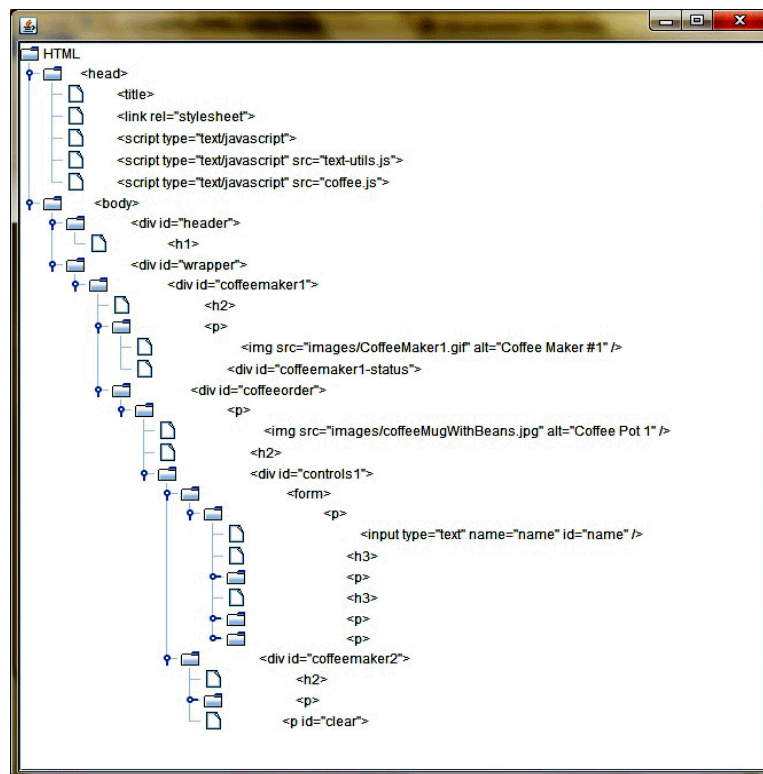 HTML
<head>
<title>
<link rel="stylesheet">
<script type="text/javascript">
<script type="text/javascript" src="text-utils.js">
<script type="text/javascript" src="coffee.js">
<body>
<div id="header">
<h1>
<div id="wrapper">
<div id="coffeemaker1">
<h2>
<p>
<img src="images/CoffeeMaker1.gif" alt="Coffee Maker #1" />
<div id="coffeemaker1-status">
<div id="coffeeorder">
<p>
<img src="images/coffeeMugWithBeans.jpg" alt="Coffee Pot 1" />
<h2>
<div id="controls1">
<form>
<p>
<input type="text" name="name" id="name" />
<h3>
<p>
<h3>
<p>
<p>
<div id="coffeemaker2">
<h2>
<p>
<p id="clear">